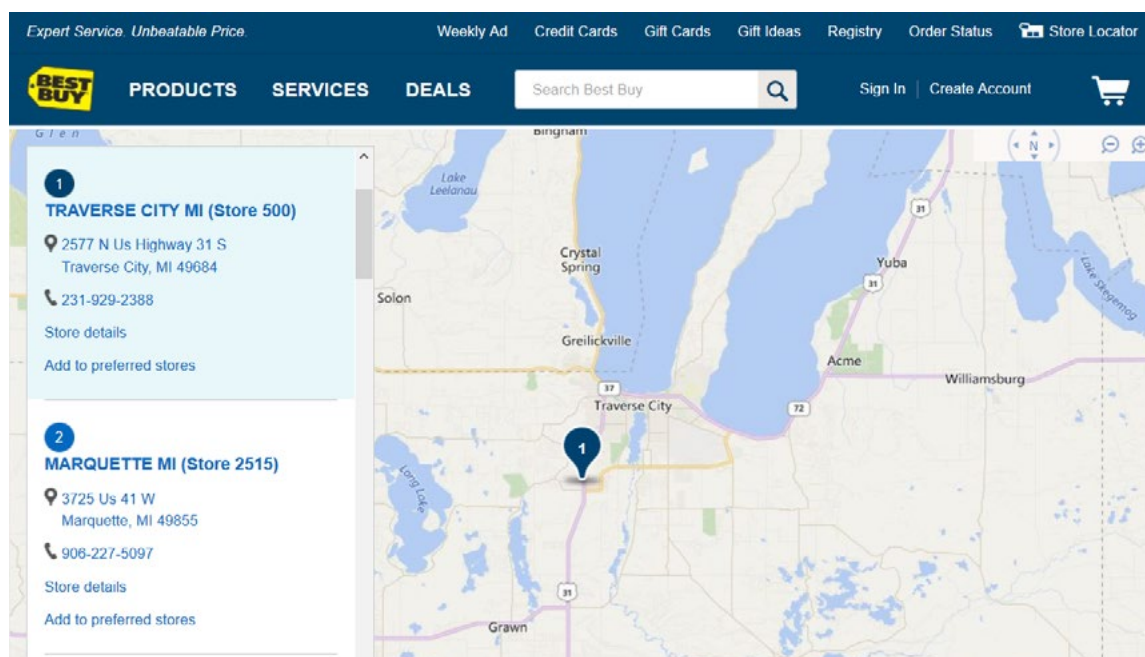 Expert Service. Unbeatable Price.
Weekly Ad Credit Cards Gift Cards Gift Ideas Registry Order Status Store Locator
BEST BUY
PRODUCTS SERVICES DEALS
Search Best Buy
Sign In | Create Account
Glen
1
TRAVERSE CITY MI (Store 500)
2577 N Us Highway 31 S
Traverse City, MI 49684
231-929-2388
Store details
Add to preferred stores
2
MARQUETTE MI (Store 2515)
3725 Us 41 W
Marquette, MI 49855
906-227-5097
Store details
Add to preferred stores
Bingham
N
Lake
Leelanau
31
Crystal
Spring
Yuba
31
Lake Skegemog
Solon
Greilickville
Acme
Williamsburg
37
Traverse City
72
1
Long Lake
31
Grawn